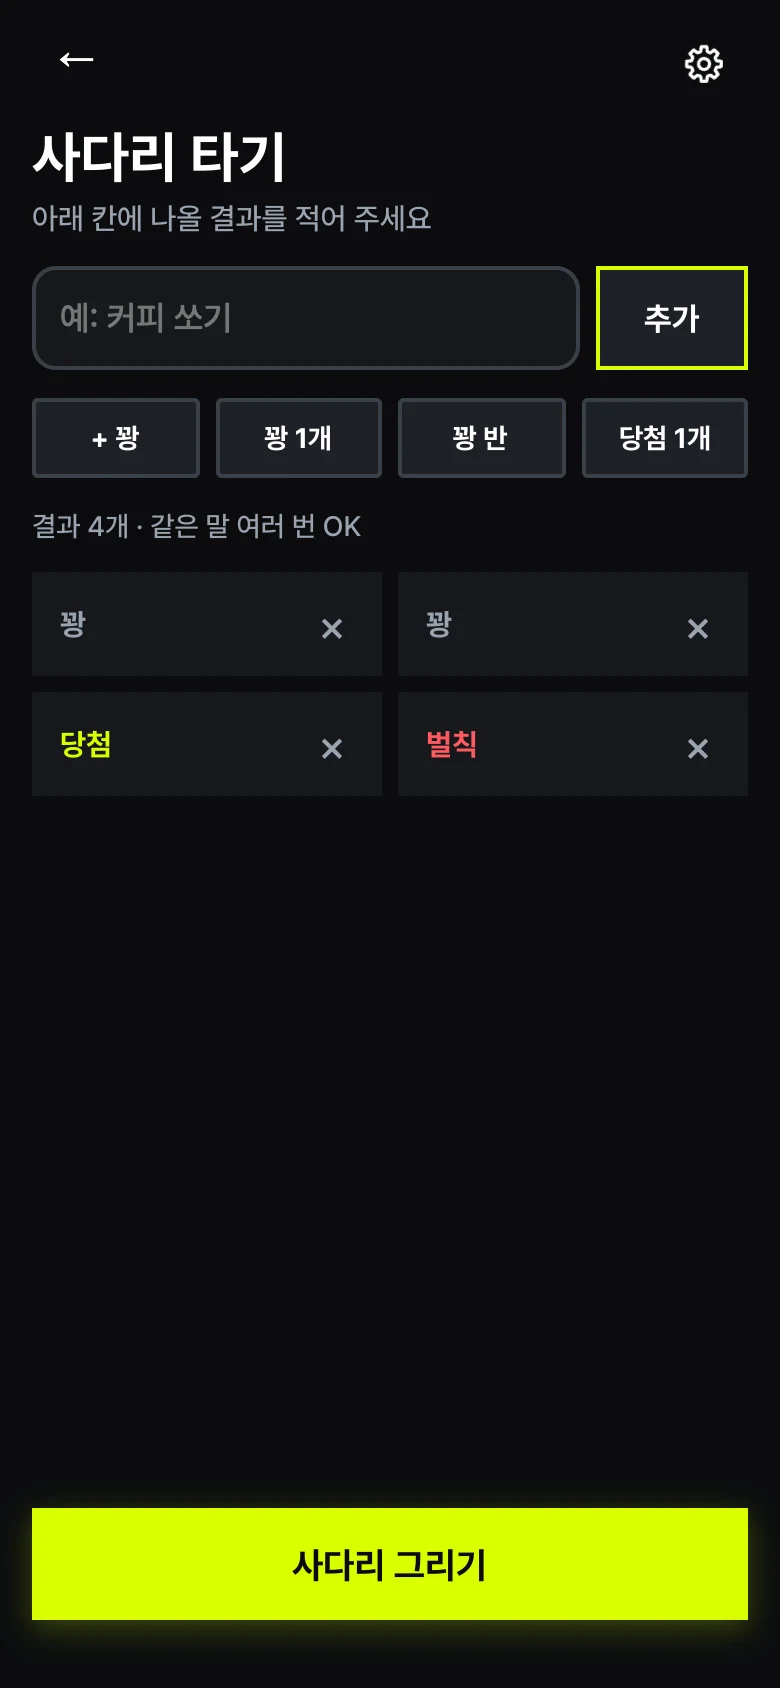 ←
사다리 타기
아래 칸에 나올 결과를 적어 주세요
예: 커피 쏘기
추가
+ 꽝
꽝 1개
꽝 반
당첨 1개
결과 4개 · 같은 말 여러 번 OK
꽝 ×
꽝 ×
당첨 ×
벌칙 ×
사다리 그리기